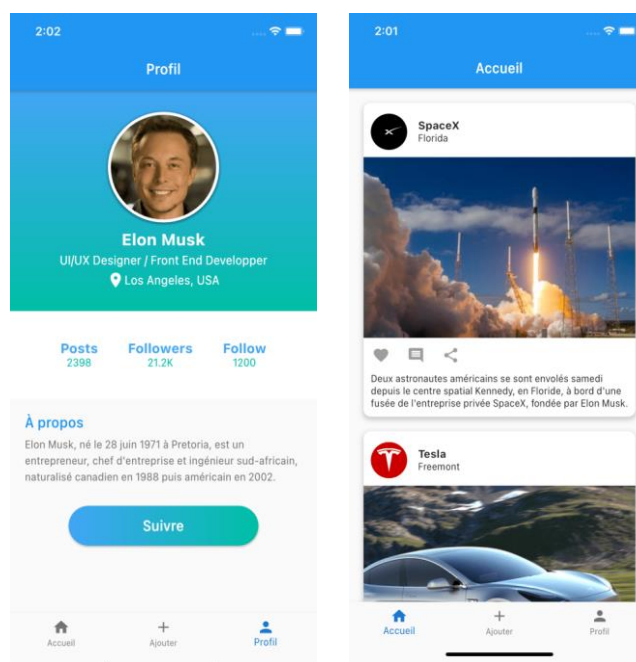 2:02
Profil
Elon Musk
UI/UX Designer / Front End Developper
Los Angeles, USA
Posts
2398
Followers
21.2K
Follow
1200
À propos
Elon Musk, né le 28 juin 1971 à Pretoria, est un
entrepreneur, chef d'entreprise et ingénieur sud-africain,
naturalisé canadien en 1988 puis américain en 2002.
Suivre
Accueil
Ajouter
Profil
2:01
Accueil
SpaceX
Florida
Deux astronautes américains se sont envolés samedi
depuis le centre spatial Kennedy, en Floride, à bord d'une
fusée de l'entreprise privée SpaceX, fondée par Elon Musk.
Tesla
Freemont
Accueil
Ajouter
Profil